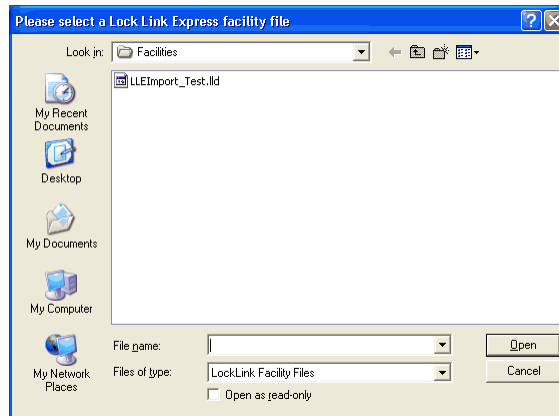 Please select a Lock Link Express facility file
Look in:
Facilities
LLEImport_Test.lld
My Recent
Documents
Desktop
My Documents
My Computer
My Network
Places
File name:
Open
Files of type:
LockLink Facility Files
Cancel
Open as read-only